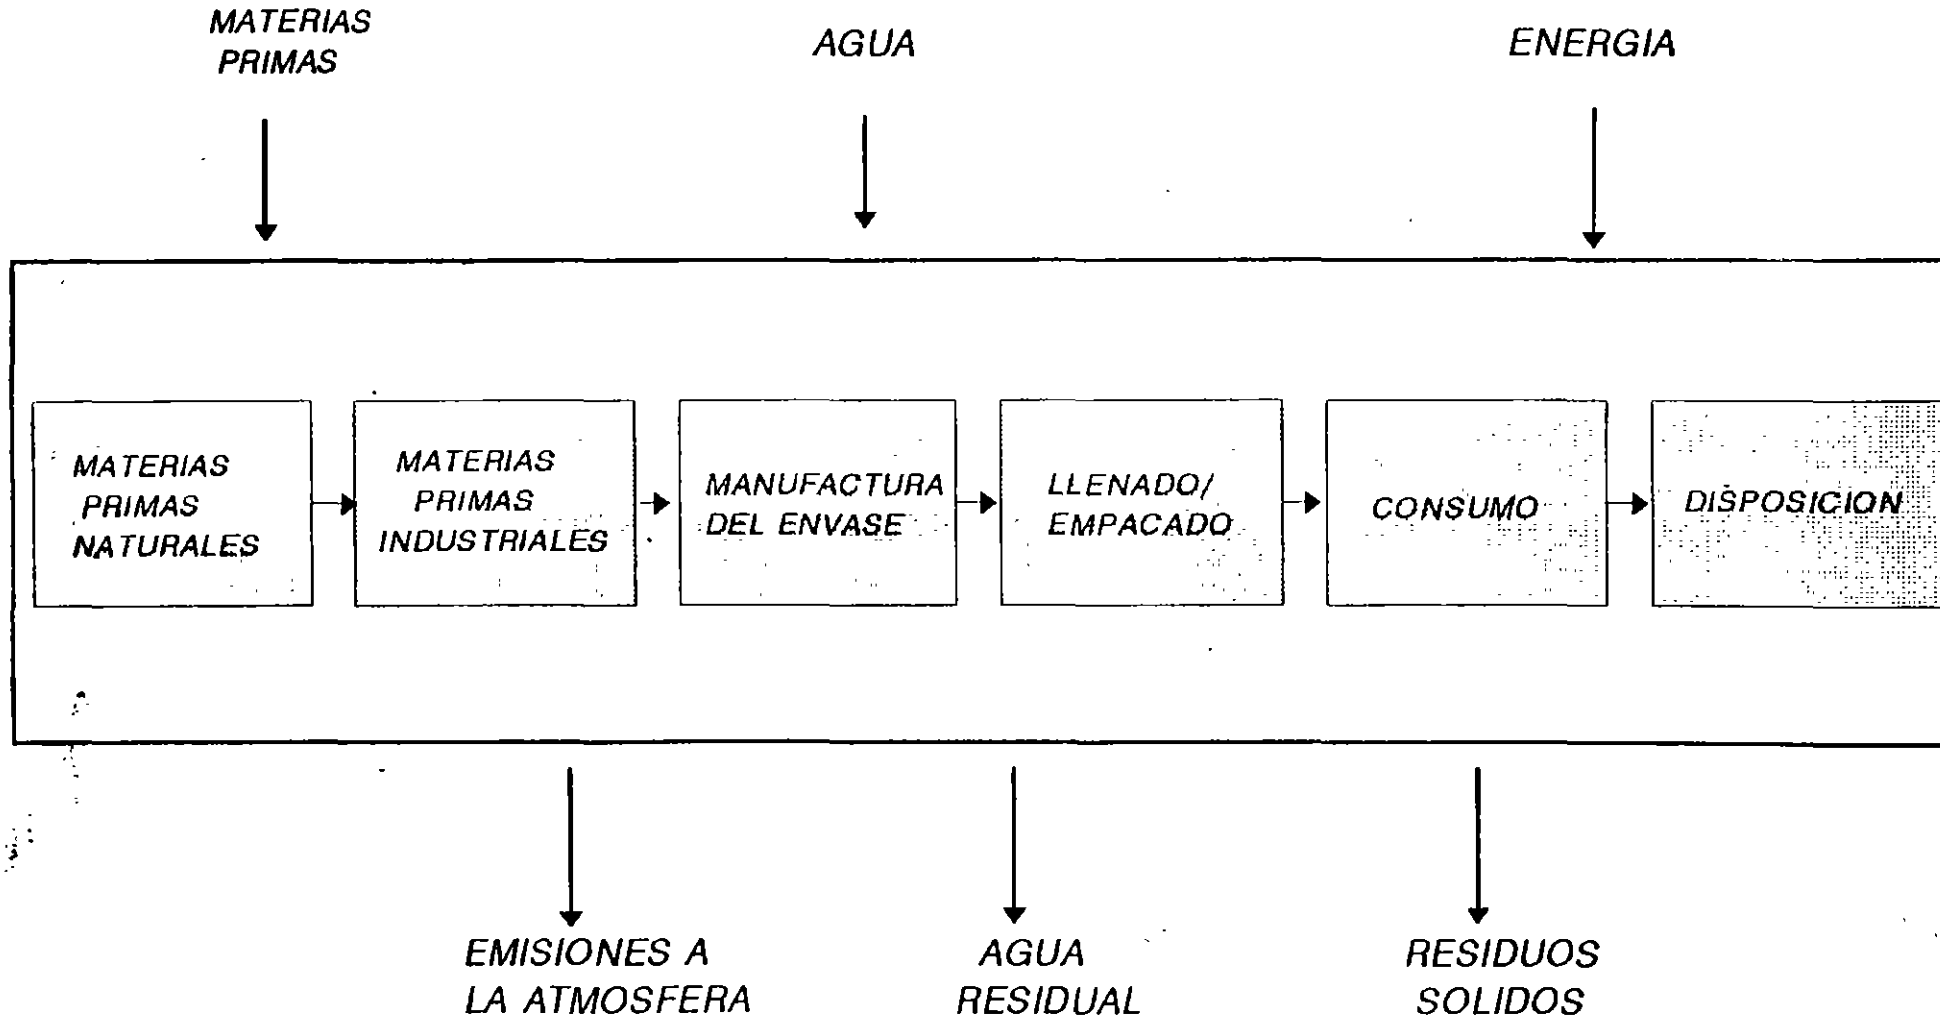 MATERIAS
PRIMAS
AGUA
ENERGIA
MATERIAS
PRIMAS
NATURALES
MATERIAS
PRIMAS
INDUSTRIALES
MANUFACTURA
DEL ENVASE
LLENADO/
EMPACADO
CONSUMO
DISPOSICION
EMISIONES A
LA ATMOSFERA
AGUA
RESIDUAL
RESIDUOS
SOLIDOS